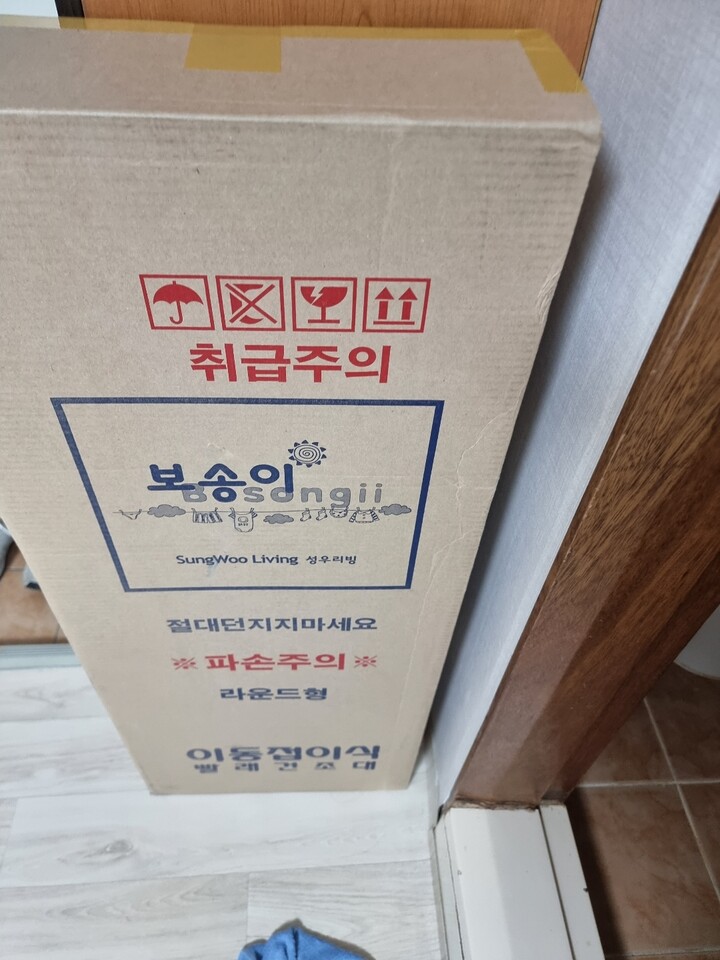 취급주의
보송이
Bosongii
SungWoo Living 성우리빙
절대던지지마세요
※ 파손주의 ※
라운드형
이동접이식
빨래건조대